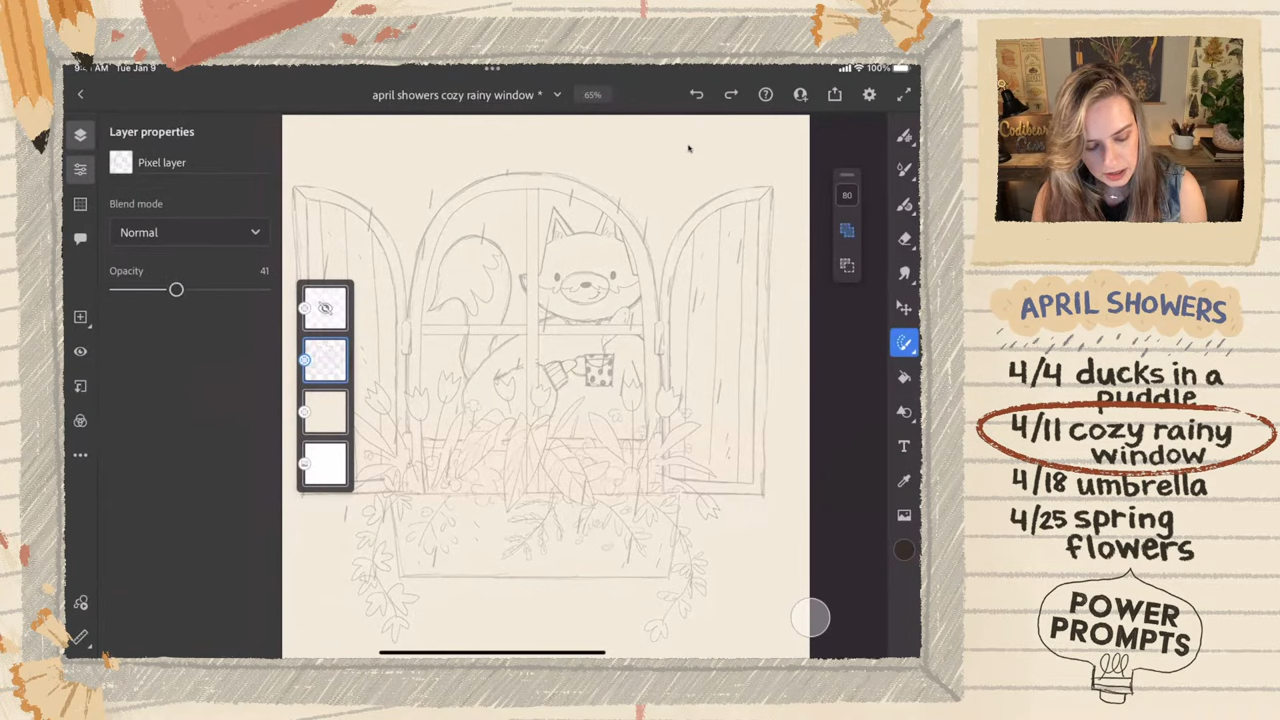 Tue Jan 9
100%
april showers cozy rainy window *
65%
Layer properties
Pixel layer
Blend mode
Normal
Opacity
41
80
T
APRIL SHOWERS
4/4 ducks in a
puddle
4/11 cozy rainy
window
4/18 umbrella
4/25 spring
flowers
POWER
PROMPTS